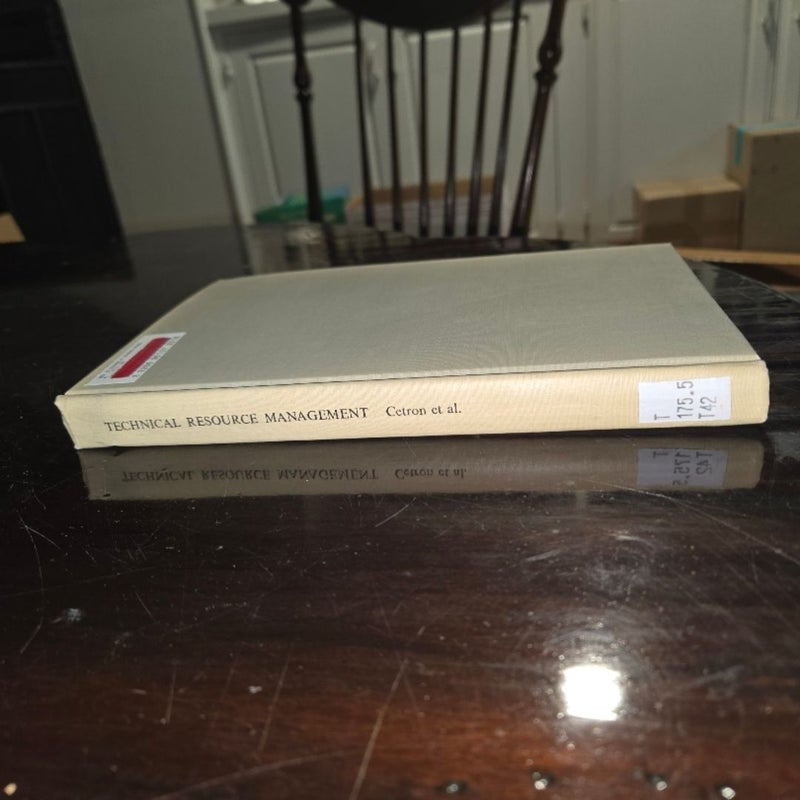 TECHNICAL RESOURCE MANAGEMENT Cetron et al.
T
175.5
T42